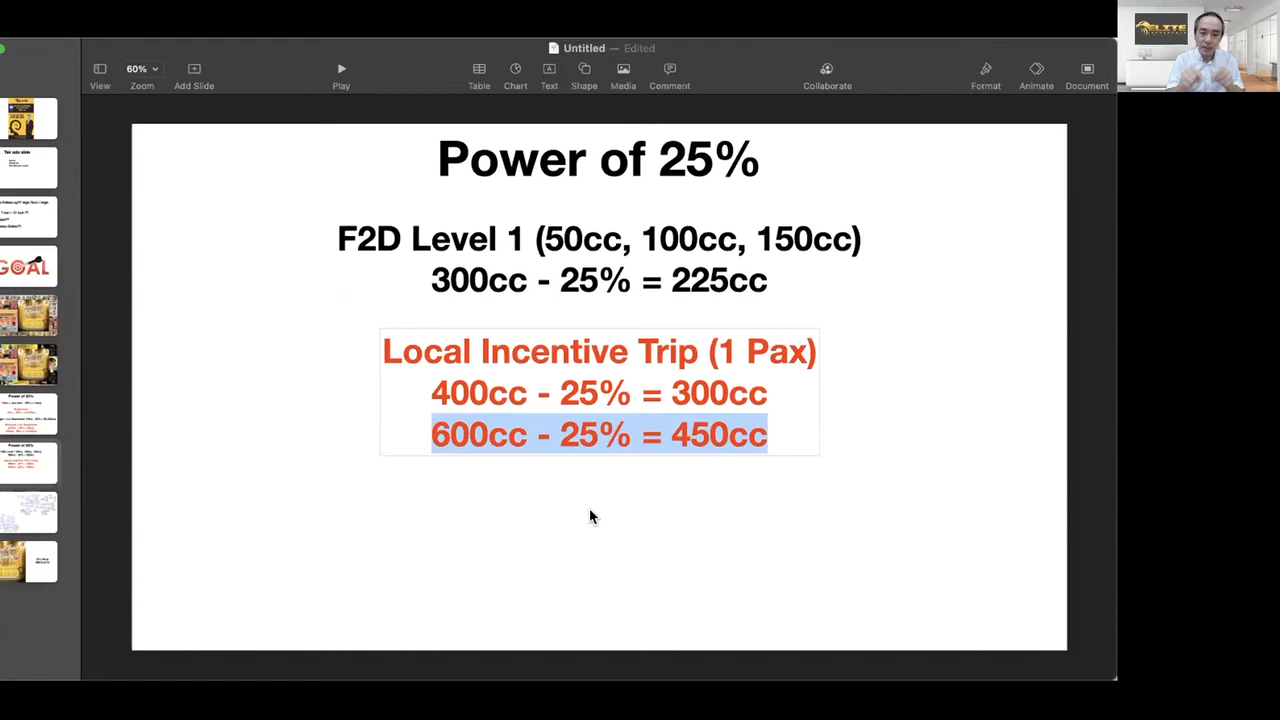 Untitled — Edited
60%
View
Zoom
Add Slide
Play
Table
Chart
Text
Shape
Media
Comment
Collaborate
Format
Animate
Document
ELITE
GOAL
Power of 25%
F2D Level 1 (50cc, 100cc, 150cc)
300cc - 25% = 225cc
Local Incentive Trip (1 Pax)
400cc - 25% = 300cc
600cc - 25% = 450cc